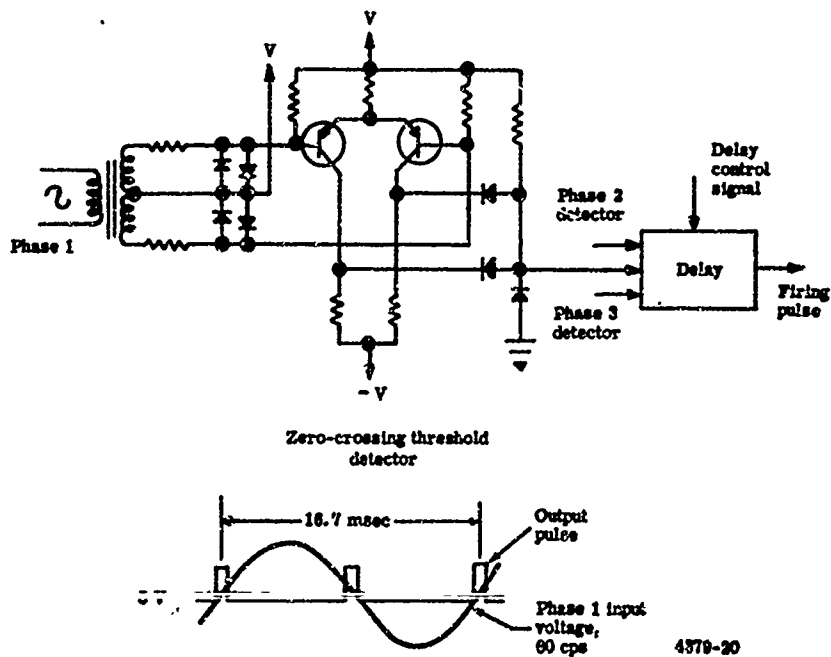 V
V
Phase 1
Delay
control
signal
Phase 2
detector
Delay
Firing
pulse
Phase 3
detector
- V
Zero-crossing threshold
detector
16.7 msec
Output
pulse
Phase 1 input
voltage,
60 cps
4379-20